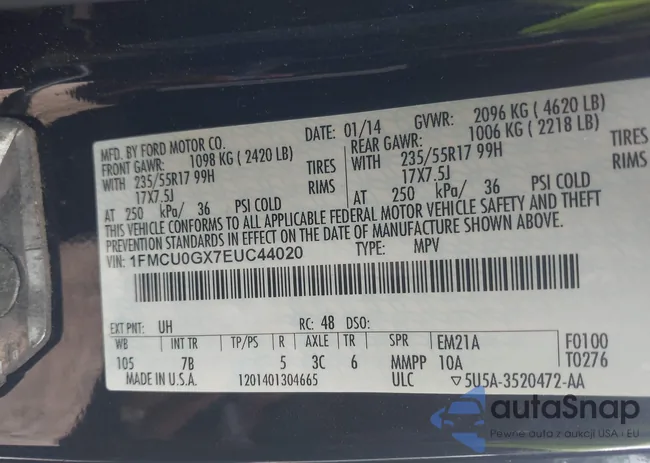 MFD. BY FORD MOTOR CO.
DATE: 01/14 GVWR: 2096 KG ( 4620 LB)
FRONT GAWR: 1098 KG ( 2420 LB) REAR GAWR: 1006 KG ( 2218 LB)
WITH 235/55R17 99H TIRES WITH 235/55R17 99H TIRES
17X7.5J RIMS 17X7.5J RIMS
AT 250 kPa/ 36 PSI COLD AT 250 kPa/ 36 PSI COLD
THIS VEHICLE CONFORMS TO ALL APPLICABLE FEDERAL MOTOR VEHICLE SAFETY AND THEFT
PREVENTION STANDARDS IN EFFECT ON THE DATE OF MANUFACTURE SHOWN ABOVE.
VIN: 1FMCU0GX7EUC44020 TYPE: MPV
EXT PNT: UH RC: 48 DSO:
WB INT TR TP/PS R AXLE TR SPR EM21A F0100
105 7B 5 3C 6 MMPP 10A T0276
MADE IN U.S.A. 1201401304665 ULC ▽5U5A-3520472-AA
autaSnap
Pewne auta z aukcji USA i EU